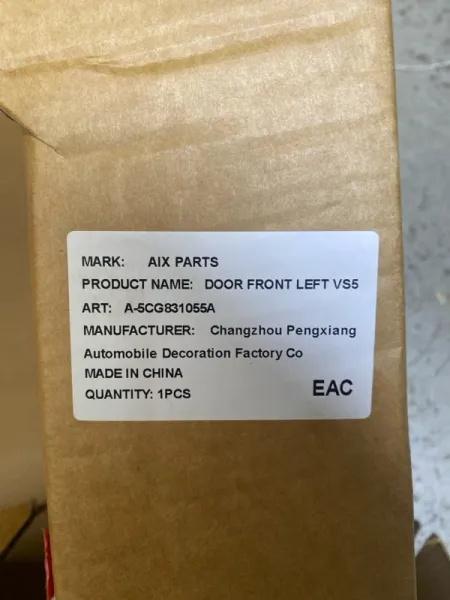 MARK: AIX PARTS
PRODUCT NAME: DOOR FRONT LEFT VS5
ART: A-5CG831055A
MANUFACTURER: Changzhou Pengxiang
Automobile Decoration Factory Co
MADE IN CHINA
QUANTITY: 1PCS
EAC